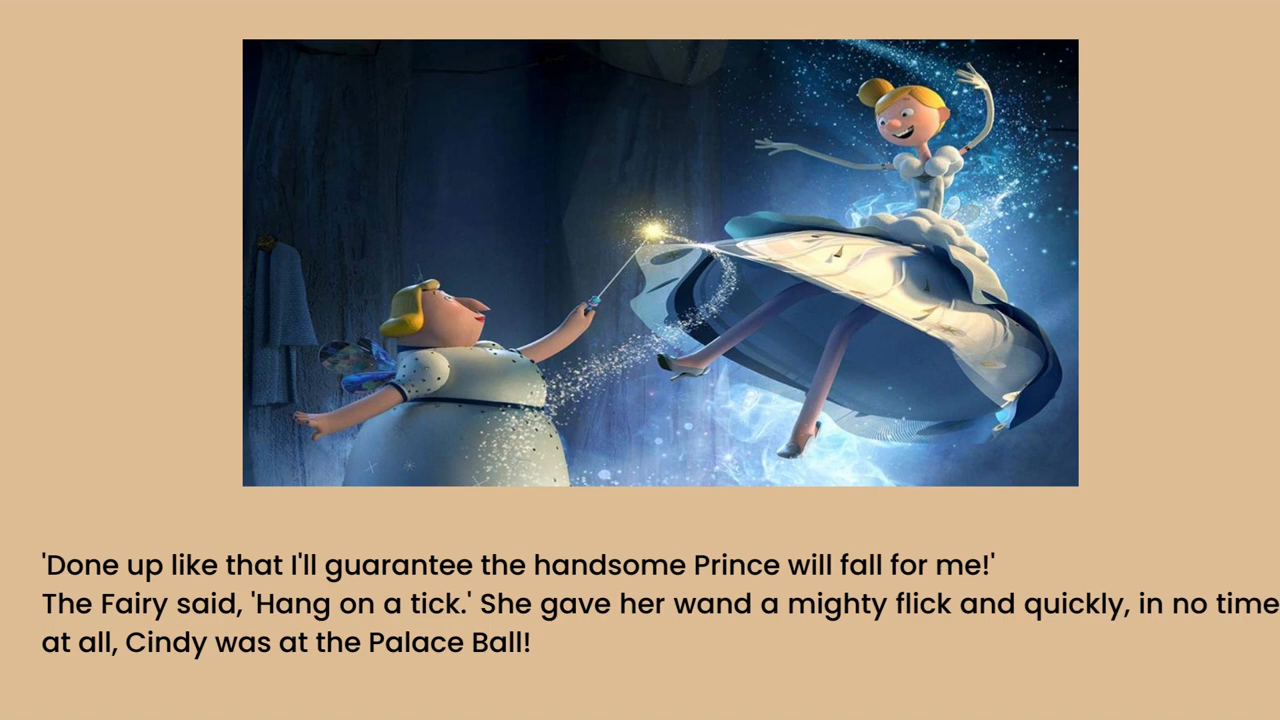 'Done up like that I'll guarantee the handsome Prince will fall for me!'
The Fairy said, 'Hang on a tick.' She gave her wand a mighty flick and quickly, in no time
at all, Cindy was at the Palace Ball!